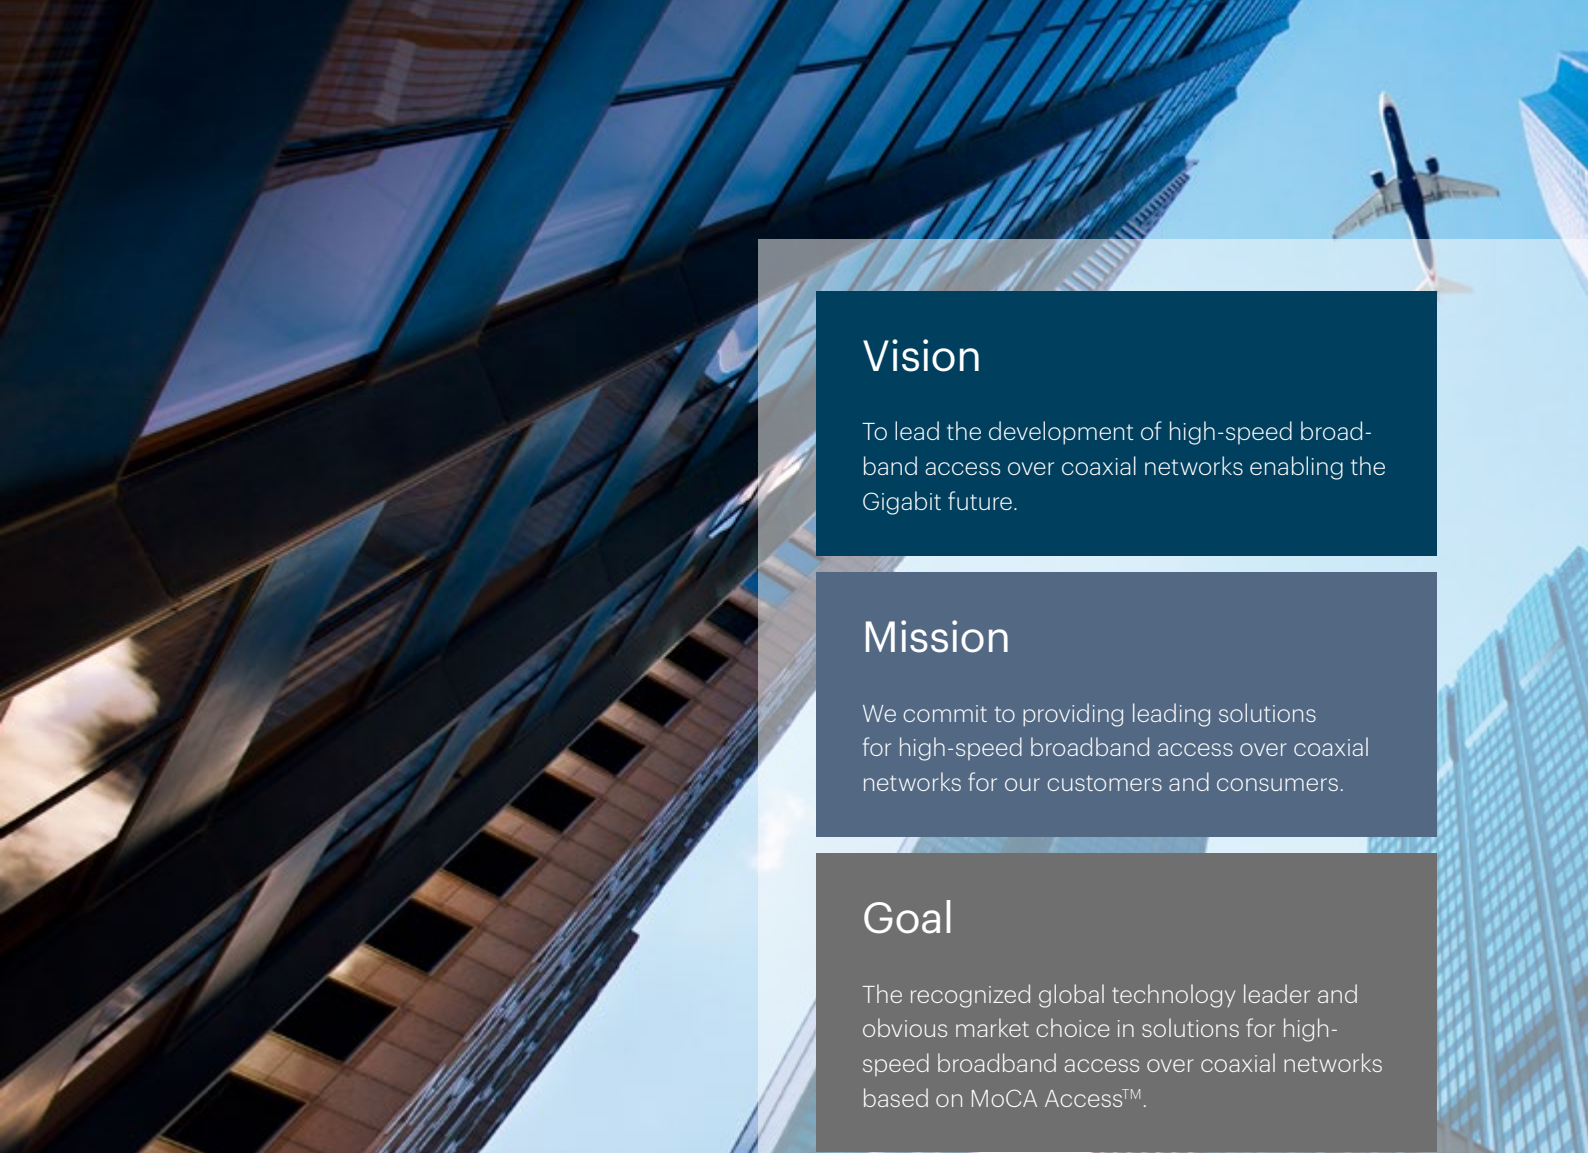 Vision
To lead the development of high-speed broad-
band access over coaxial networks enabling the
Gigabit future.
Mission
We commit to providing leading solutions
for high-speed broadband access over coaxial
networks for our customers and consumers.
Goal
The recognized global technology leader and
obvious market choice in solutions for high-
speed broadband access over coaxial networks
based on MoCA Access™.